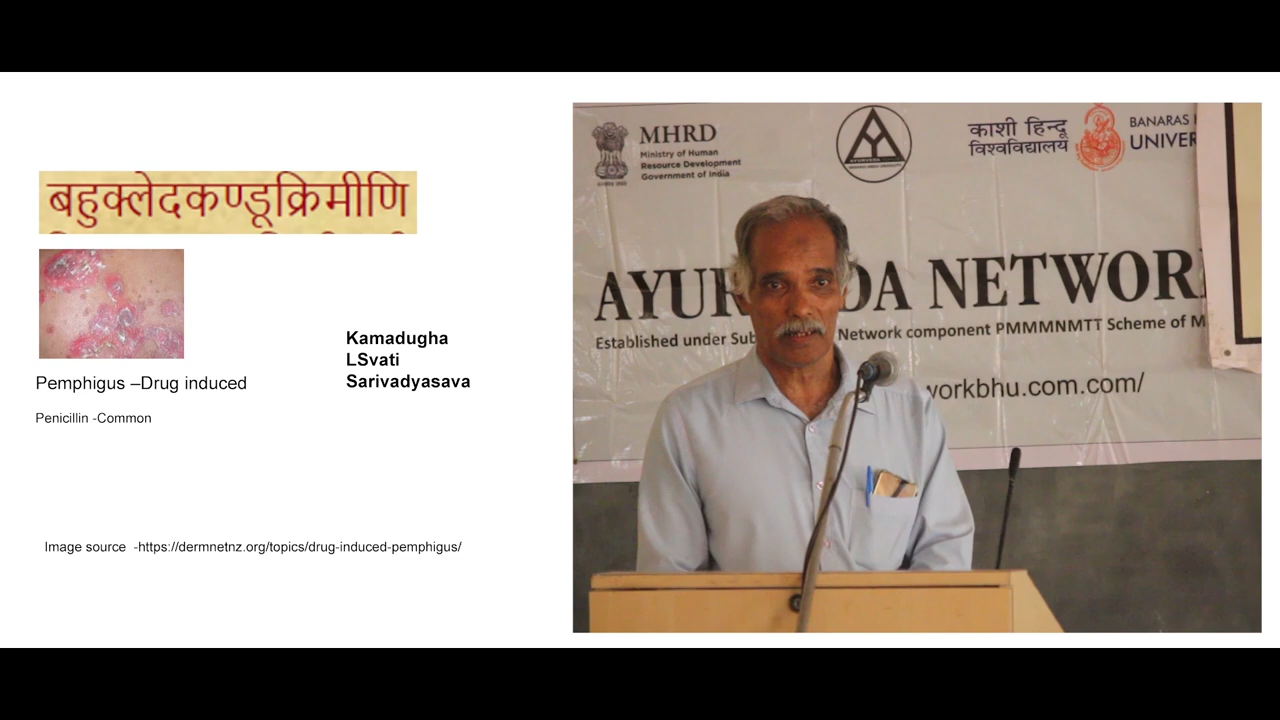 बहुक्लेदकण्डूक्रिमीणि
Pemphigus –Drug induced
Penicillin -Common
Kamadugha
LSvati
Sarivadyasava
Image source -https://dermnetnz.org/topics/drug-induced-pemphigus/
MHRD
Ministry of Human
Resource Development
Government of India
AYURVEDA
काशी हिन्दू
विश्वविद्यालय
BANARAS
UNIVER
AYUR DA NETWOR
Established under Sub Network component PMMMNMTT Scheme of M
workbhu.com.com/